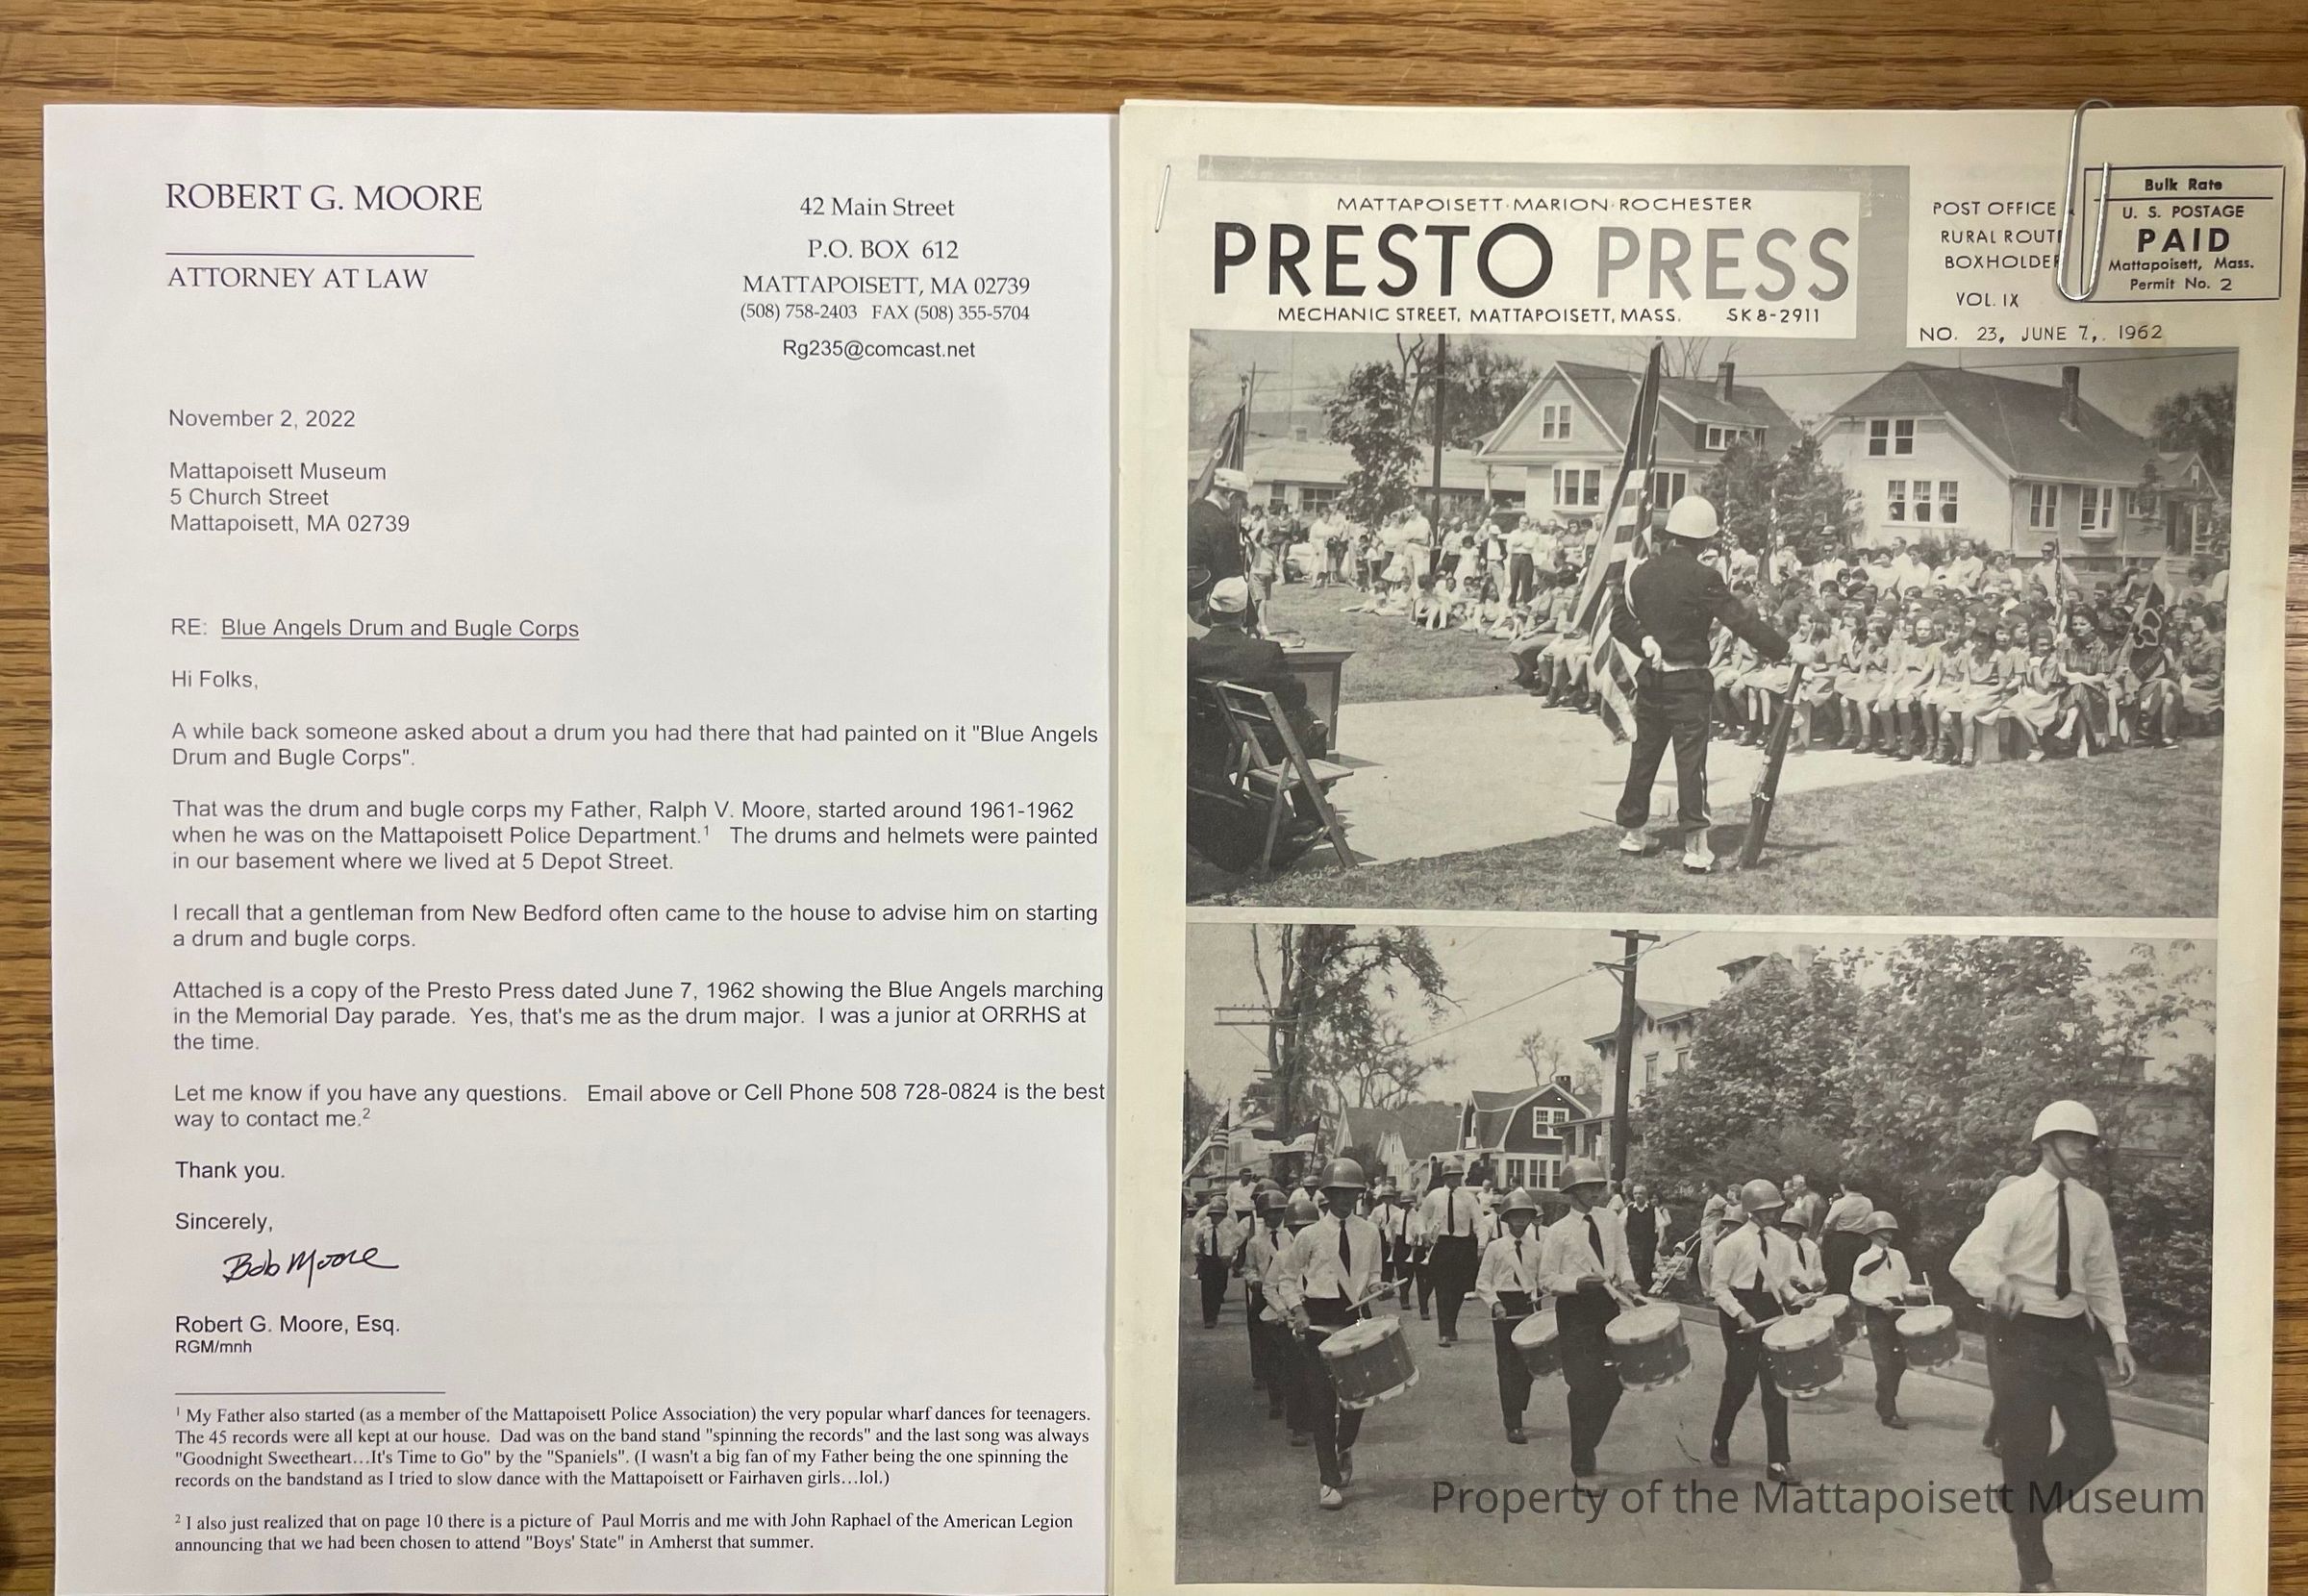 ROBERT G. MOORE
ATTORNEY AT LAW
42 Main Street
P.O. BOX 612
MATTAPOISETT, MA 02739
(508) 758-2403 FAX (508) 355-5704
Rg235@comcast.net
November 2, 2022
Mattapoisett Museum
5 Church Street
Mattapoisett, MA 02739
RE: Blue Angels Drum and Bugle Corps
Hi Folks,
A while back someone asked about a drum you had there that had painted on it "Blue Angels
Drum and Bugle Corps".
That was the drum and bugle corps my Father, Ralph V. Moore, started around 1961-1962
when he was on the Mattapoisett Police Department.1 The drums and helmets were painted
in our basement where we lived at 5 Depot Street.
I recall that a gentleman from New Bedford often came to the house to advise him on starting
a drum and bugle corps.
Attached is a copy of the Presto Press dated June 7, 1962 showing the Blue Angels marching
in the Memorial Day parade. Yes, that's me as the drum major. I was a junior at ORRHS at
the time.
Let me know if you have any questions. Email above or Cell Phone 508 728-0824 is the best
way to contact me.2
Thank you.
Sincerely,
Bob Moore
Robert G. Moore, Esq.
RGM/mnh
1 My Father also started (as a member of the Mattapoisett Police Association) the very popular wharf dances for teenagers.
The 45 records were all kept at our house. Dad was on the band stand "spinning the records" and the last song was always
"Goodnight Sweetheart…It's Time to Go" by the "Spaniels". (I wasn't a big fan of my Father being the one spinning the
records on the bandstand as I tried to slow dance with the Mattapoisett or Fairhaven girls…lol.)
2 I also just realized that on page 10 there is a picture of Paul Morris and me with John Raphael of the American Legion
announcing that we had been chosen to attend "Boys' State" in Amherst that summer.
MATTAPOISETT·MARION·ROCHESTER
PRESTO PRESS
MECHANIC STREET, MATTAPOISETT, MASS. SK8-2911
POST OFFICE
RURAL ROUTE
BOXHOLDER
VOL. IX
NO. 23, JUNE 7,. 1962
Bulk Rate
U. S. POSTAGE
PAID
Mattapoisett, Mass.
Permit No. 2
Property of the Mattapoisett Museum